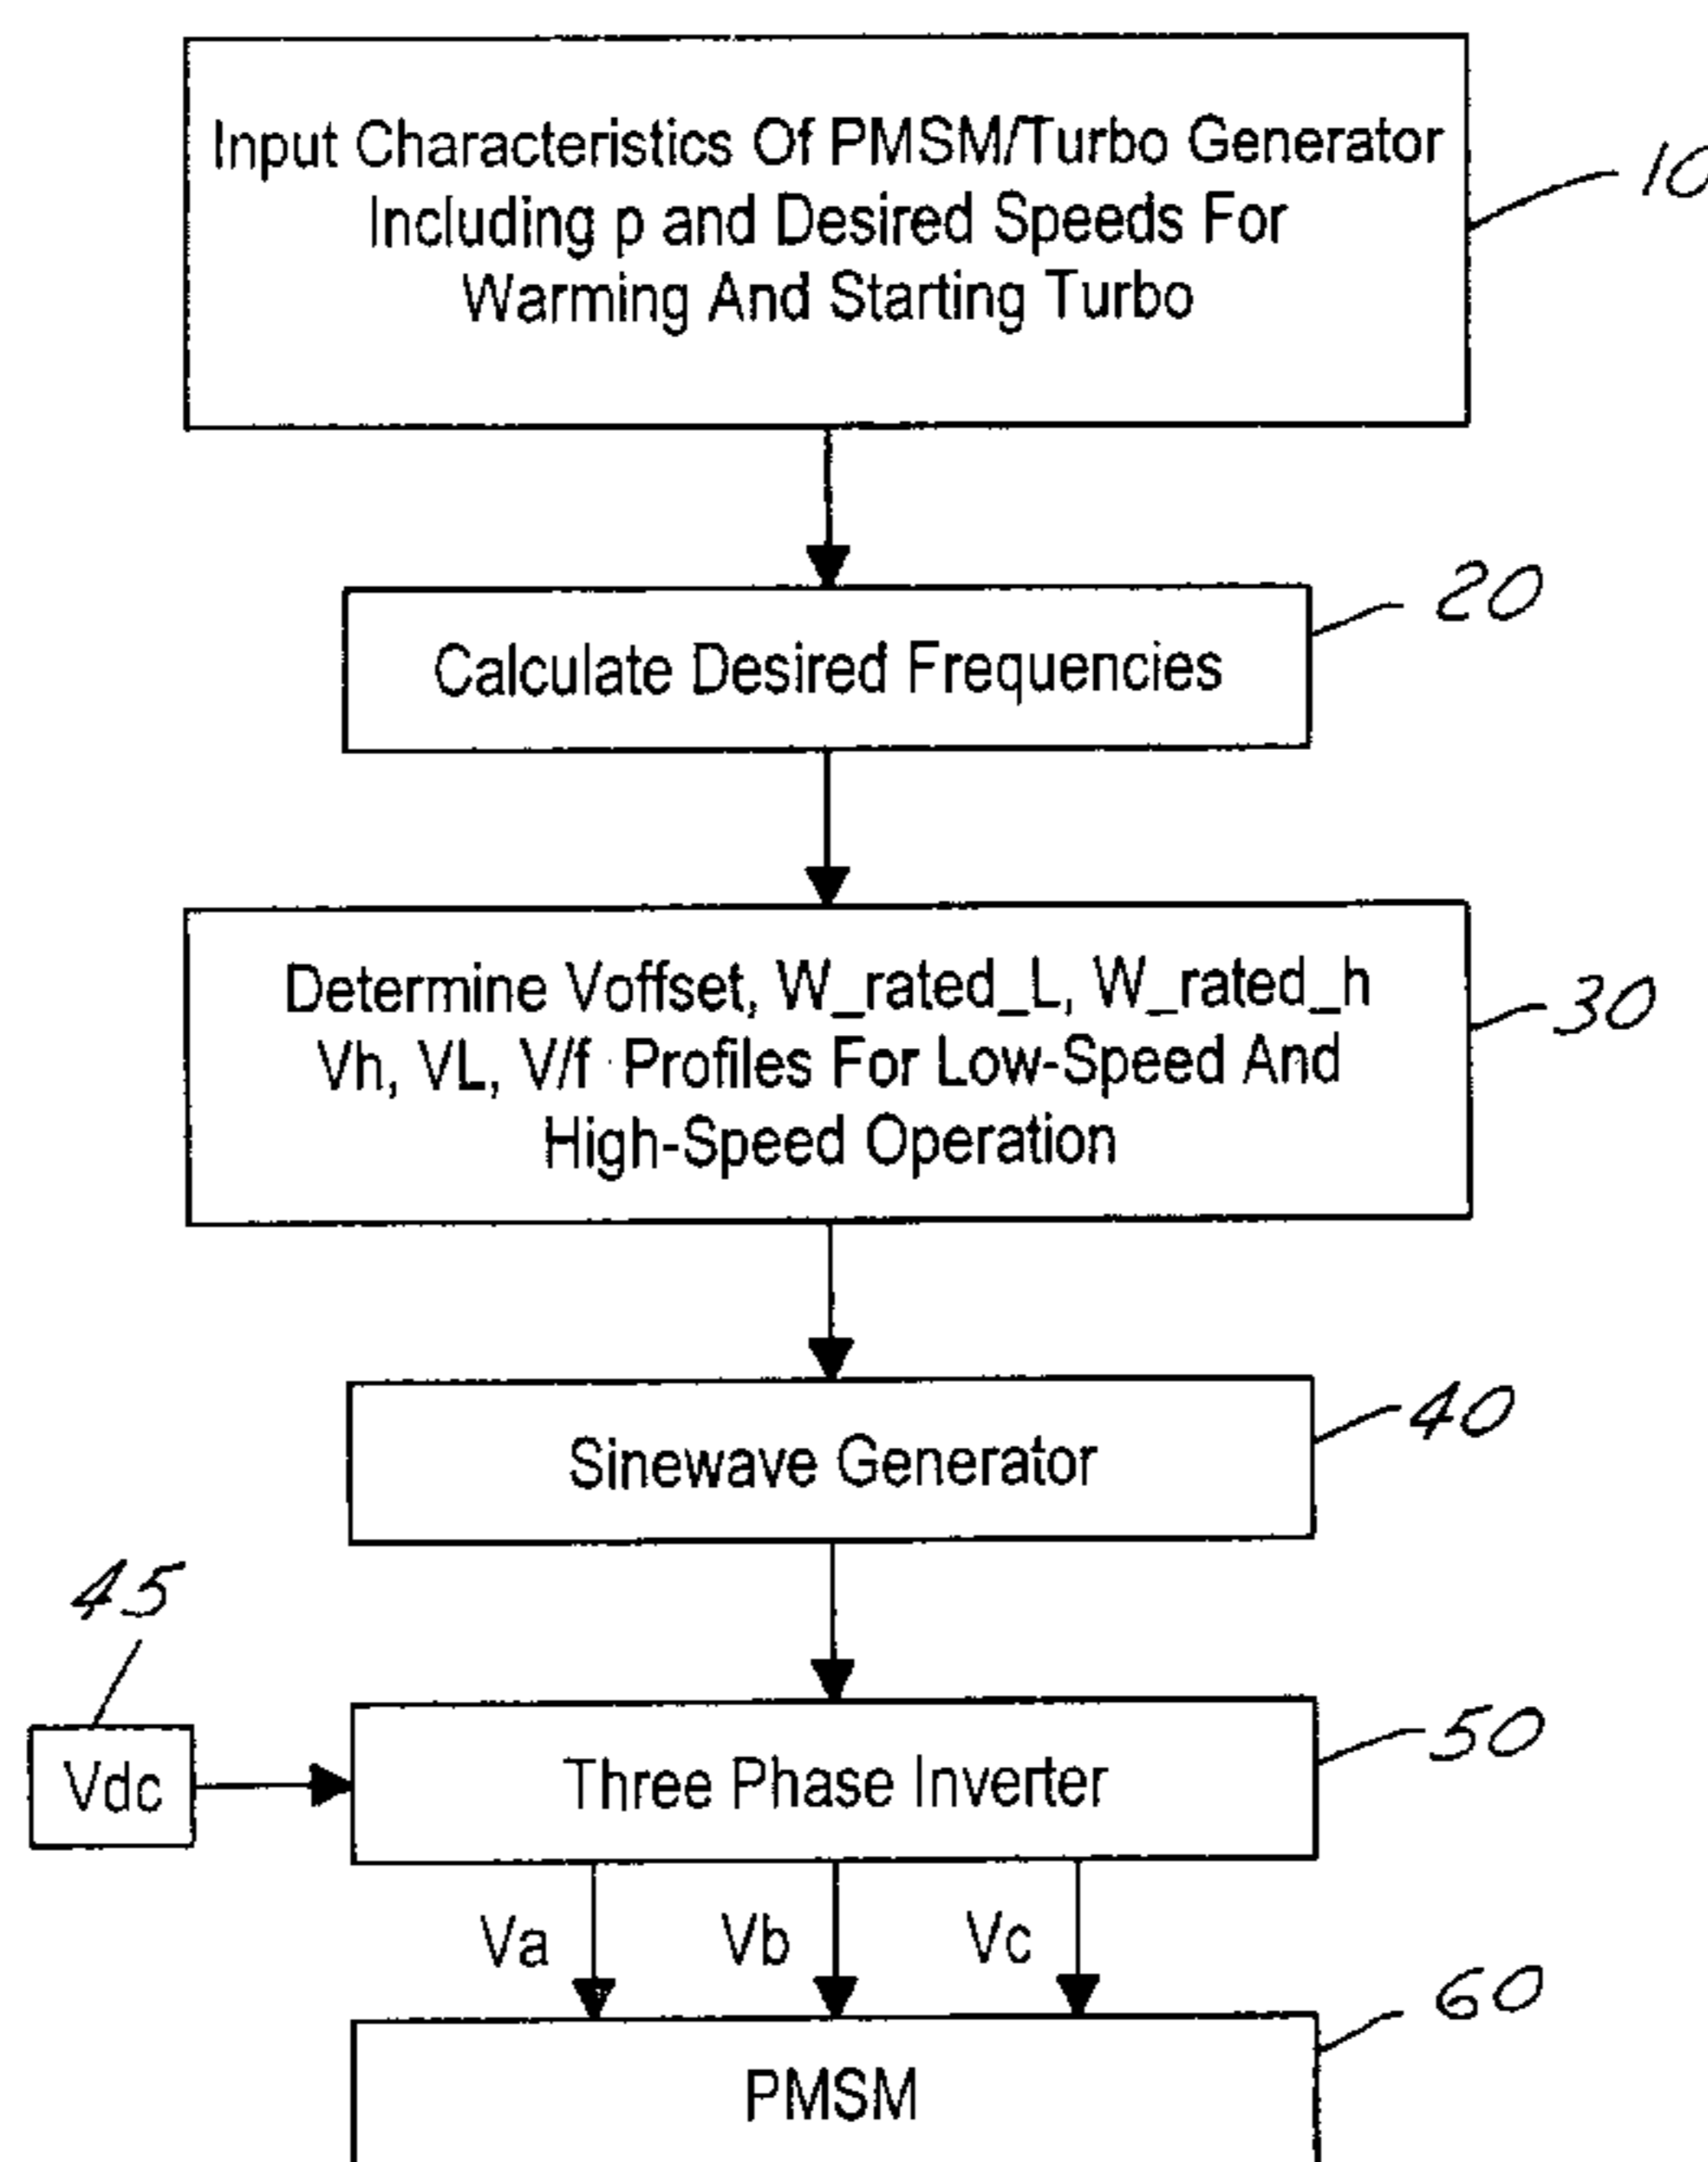 Input Characteristics Of PMSM/Turbo Generator
Including p and Desired Speeds For
Warming And Starting Turbo
10
Calculate Desired Frequencies
20
Determine Voffset, W_rated_L, W_rated_h
Vh, VL, V/f Profiles For Low-Speed And
High-Speed Operation
30
Sinewave Generator
40
45
Vdc
Three Phase Inverter
50
Va Vb Vc
60
PMSM